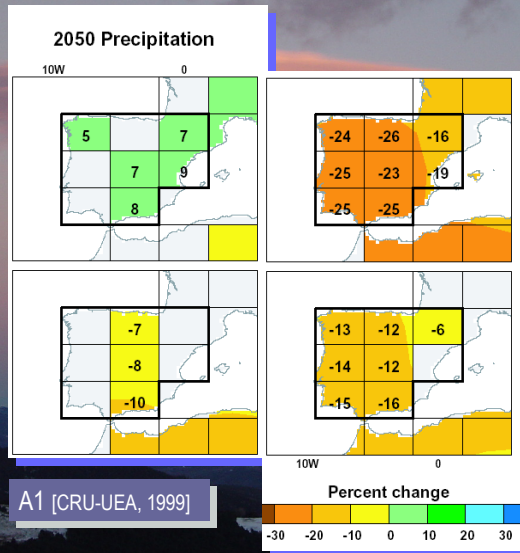 2050 Precipitation
10W 0
5 7
7 9
8
-24 -26 -16
-25 -23 -19
-25 -25
-7
-8
-10
-13 -12 -6
-14 -12
-15 -16
10W 0
A1 [CRU-UEA, 1999]
Percent change
-30 -20 -10 0 10 20 30